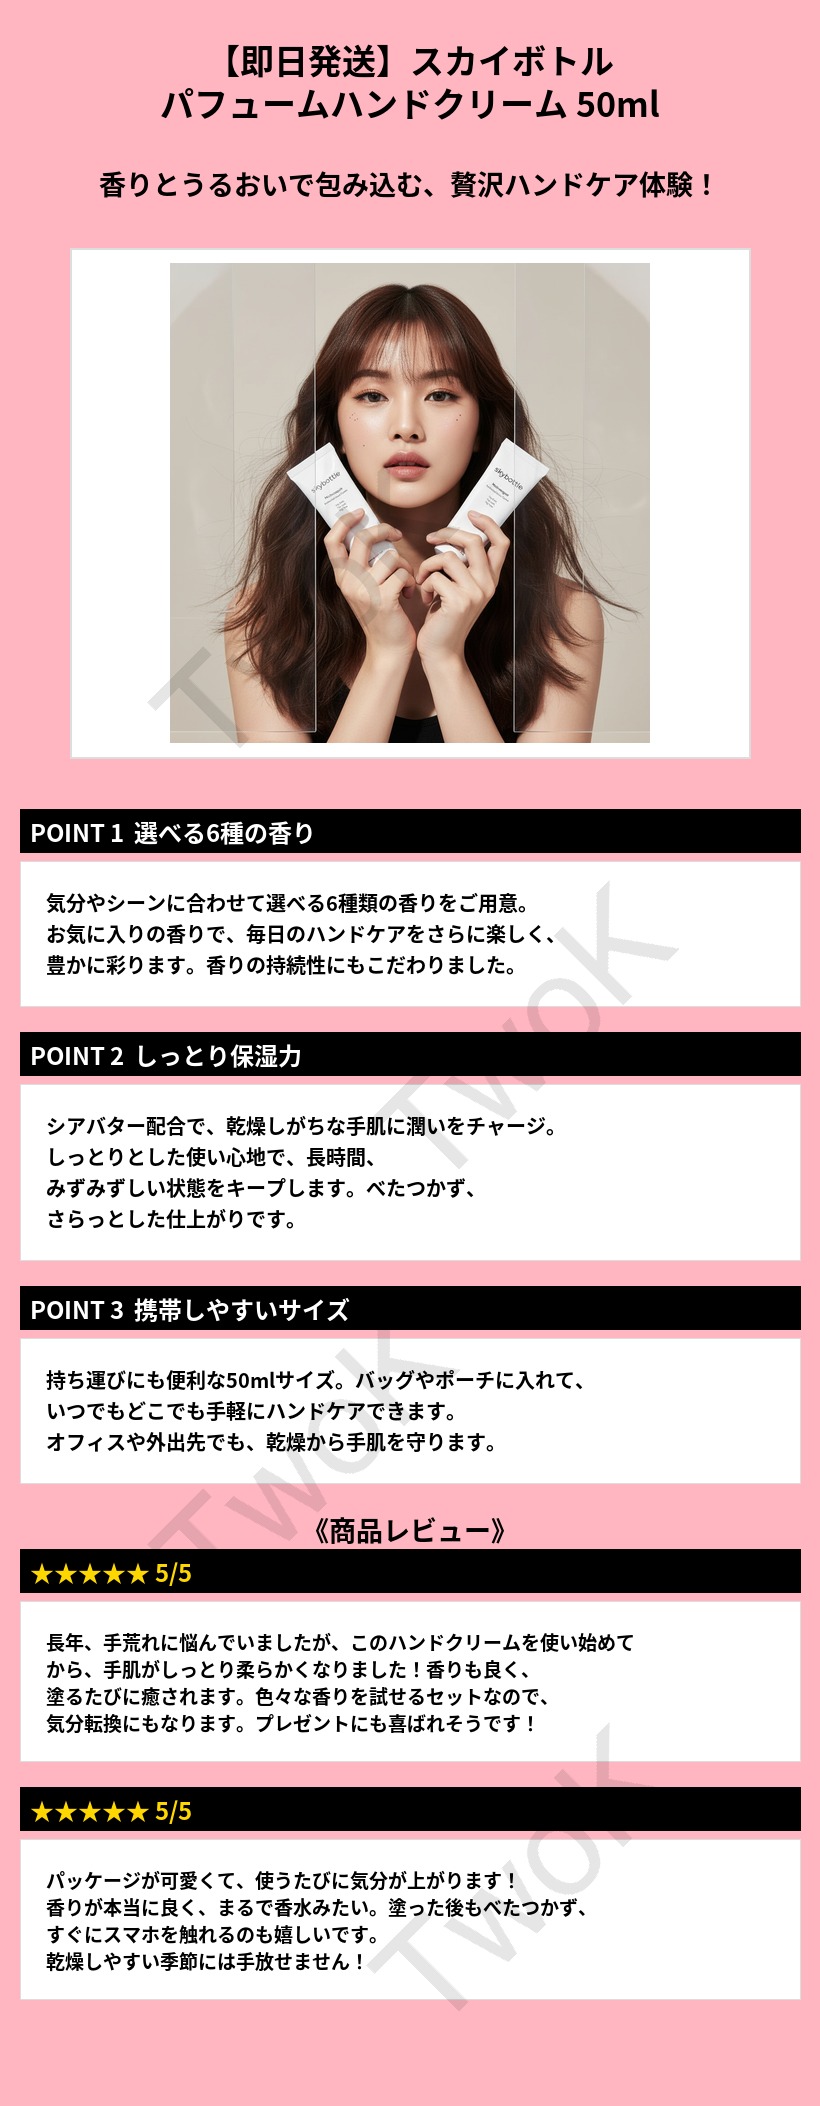 【即日発送】スカイボトル
パフュームハンドクリーム 50ml
香りとうるおいで包み込む、贅沢ハンドケア体験！
skybottle
skybottle
POINT 1 選べる6種の香り
気分やシーンに合わせて選べる6種類の香りをご用意。
お気に入りの香りで、毎日のハンドケアをさらに楽しく、
豊かに彩ります。香りの持続性にもこだわりました。
TwoK
POINT 2 しっとり保湿力
シアバター配合で、乾燥しがちな手肌に潤いをチャージ。
しっとりとした使い心地で、長時間、
みずみずしい状態をキープします。べたつかず、
さらっとした仕上がりです。
POINT 3 携帯しやすいサイズ
持ち運びにも便利な50mlサイズ。バッグやポーチに入れて、
いつでもどこでも手軽にハンドケアできます。
オフィスや外出先でも、乾燥から手肌を守ります。
TwoK
《商品レビュー》
★★★★★ 5/5
長年、手荒れに悩んでいましたが、このハンドクリームを使い始めて
から、手肌がしっとり柔らかくなりました！香りも良く、
塗るたびに癒されます。色々な香りを試せるセットなので、
気分転換にもなります。プレゼントにも喜ばれそうです！
★★★★★ 5/5
パッケージが可愛くて、使うたびに気分が上がります！
香りが本当に良く、まるで香水みたい。塗った後もべたつかず、
すぐにスマホを触れるのも嬉しいです。
乾燥しやすい季節には手放せません！
TwoK